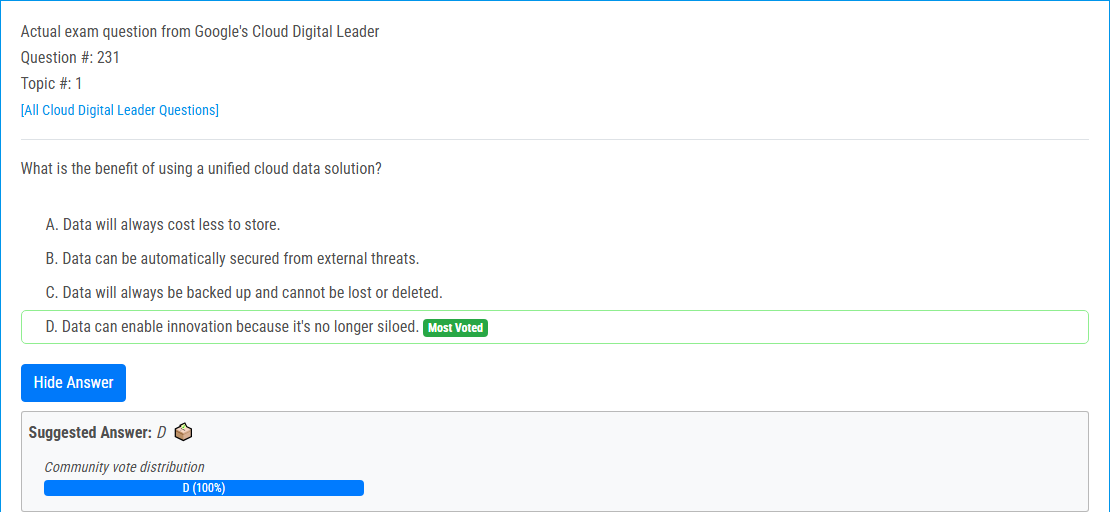 Actual exam question from Google's Cloud Digital Leader
Question #: 231
Topic #: 1
[All Cloud Digital Leader Questions]
What is the benefit of using a unified cloud data solution?
A. Data will always cost less to store.
B. Data can be automatically secured from external threats.
C. Data will always be backed up and cannot be lost or deleted.
D. Data can enable innovation because it's no longer siloed. Most Voted
Hide Answer
Suggested Answer: D
Community vote distribution
D (100%)